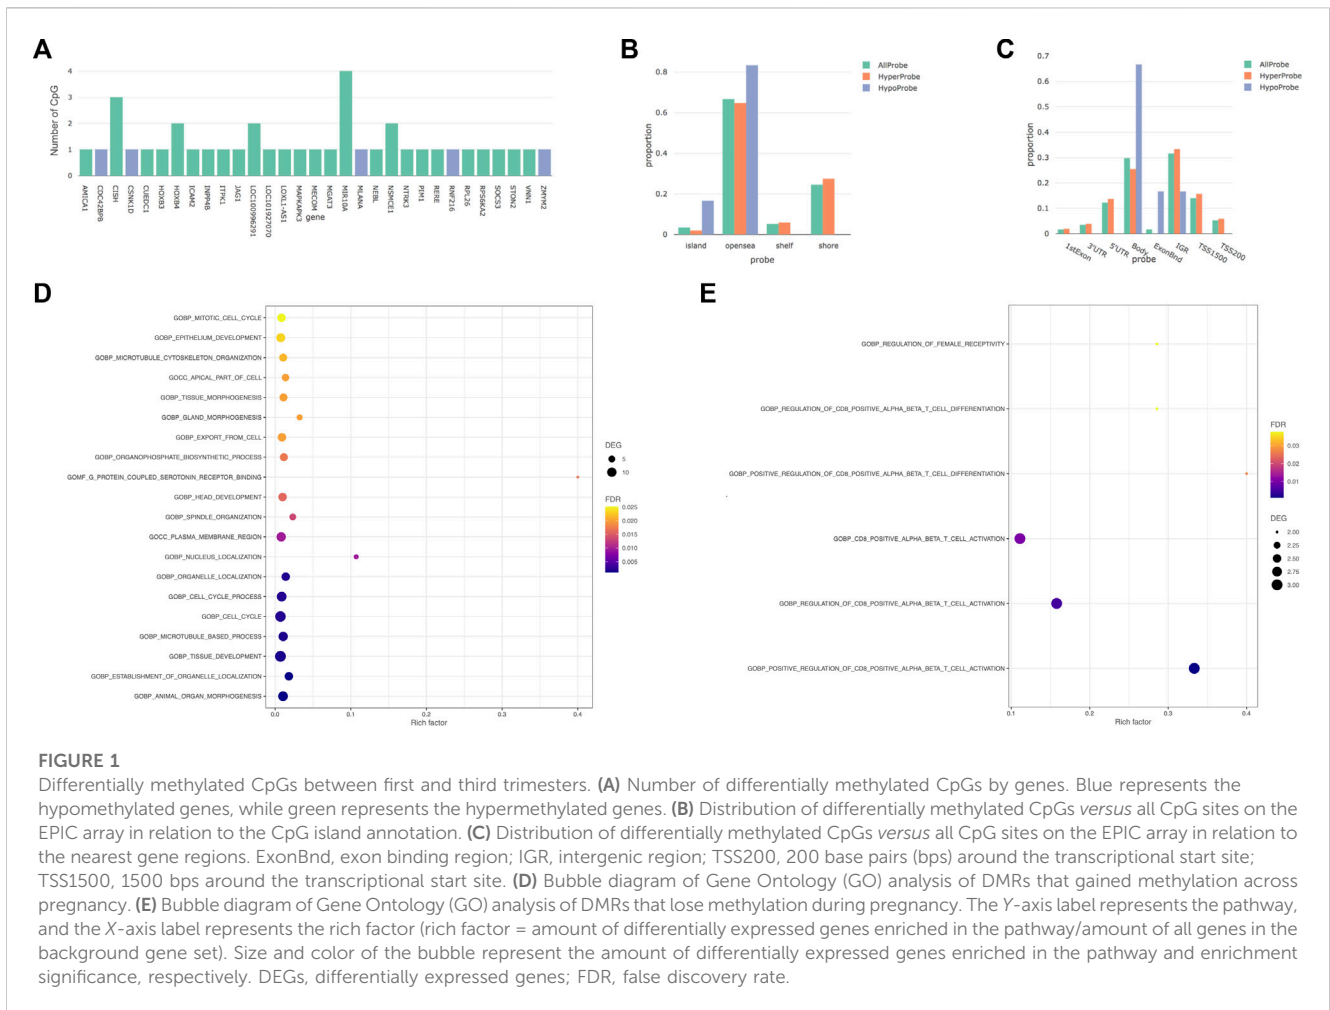 A
Number of CpG
4
3
2
1
0
AMICA1
CDC42BPB
CISH
CSNK1D
CUEDC1
HOXB3
HOXB4
ICAM2
INPP4B
ITPK1
JAG1
LOC100996291
LOC101927070
LOXL1-AS1
MAPKAPK3
MECOM
MGAT3
MIR10A
MLANA
NEBL
NSMCE1
NTRK3
PIM1
RERE
RNF216
RPL26
RPS6KA2
SOCS3
STON2
VNN1
ZMYM2
gene
B
AllProbe
HyperProbe
HypoProbe
proportion
0.8
0.6
0.4
0.2
0
island opensea shelf shore
probe
C
AllProbe
HyperProbe
HypoProbe
proportion
0.7
0.6
0.5
0.4
0.3
0.2
0.1
0
1stExon 3'UTR 5'UTR Body ExonBnd IGR TSS1500 TSS200
probe
D
GOBP_MITOTIC_CELL_CYCLE
GOBP_EPITHELIUM_DEVELOPMENT
GOBP_MICROTUBULE_CYTOSKELETON_ORGANIZATION
GOCC_APICAL_PART_OF_CELL
GOBP_TISSUE_MORPHOGENESIS
GOBP_GLAND_MORPHOGENESIS
GOBP_EXPORT_FROM_CELL
GOBP_ORGANOPHOSPHATE_BIOSYNTHETIC_PROCESS
GOMF_G_PROTEIN_COUPLED_SEROTONIN_RECEPTOR_BINDING
GOBP_HEAD_DEVELOPMENT
GOBP_SPINDLE_ORGANIZATION
GOCC_PLASMA_MEMBRANE_REGION
GOBP_NUCLEUS_LOCALIZATION
GOBP_ORGANELLE_LOCALIZATION
GOBP_CELL_CYCLE_PROCESS
GOBP_CELL_CYCLE
GOBP_MICROTUBULE_BASED_PROCESS
GOBP_TISSUE_DEVELOPMENT
GOBP_ESTABLISHMENT_OF_ORGANELLE_LOCALIZATION
GOBP_ANIMAL_ORGAN_MORPHOGENESIS
0.0 0.1 0.2 0.3 0.4
Rich factor
DEG
5
10
FDR
0.025
0.020
0.015
0.010
0.005
E
GOBP_REGULATION_OF_FEMALE_RECEPTIVITY
GOBP_REGULATION_OF_CD8_POSITIVE_ALPHA_BETA_T_CELL_DIFFERENTIATION
GOBP_POSITIVE_REGULATION_OF_CD8_POSITIVE_ALPHA_BETA_T_CELL_DIFFERENTIATION
GOBP_CD8_POSITIVE_ALPHA_BETA_T_CELL_ACTIVATION
GOBP_REGULATION_OF_CD8_POSITIVE_ALPHA_BETA_T_CELL_ACTIVATION
GOBP_POSITIVE_REGULATION_OF_CD8_POSITIVE_ALPHA_BETA_T_CELL_ACTIVATION
0.1 0.2 0.3 0.4
Rich factor
FDR
0.03
0.02
0.01
DEG
2.00
2.25
2.50
2.75
3.00
FIGURE 1
Differentially methylated CpGs between first and third trimesters. (A) Number of differentially methylated CpGs by genes. Blue represents the
hypomethylated genes, while green represents the hypermethylated genes. (B) Distribution of differentially methylated CpGs versus all CpG sites on the
EPIC array in relation to the CpG island annotation. (C) Distribution of differentially methylated CpGs versus all CpG sites on the EPIC array in relation to
the nearest gene regions. ExonBnd, exon binding region; IGR, intergenic region; TSS200, 200 base pairs (bps) around the transcriptional start site;
TSS1500, 1500 bps around the transcriptional start site. (D) Bubble diagram of Gene Ontology (GO) analysis of DMRs that gained methylation across
pregnancy. (E) Bubble diagram of Gene Ontology (GO) analysis of DMRs that lose methylation during pregnancy. The Y-axis label represents the pathway,
and the X-axis label represents the rich factor (rich factor = amount of differentially expressed genes enriched in the pathway/amount of all genes in the
background gene set). Size and color of the bubble represent the amount of differentially expressed genes enriched in the pathway and enrichment
significance, respectively. DEGs, differentially expressed genes; FDR, false discovery rate.